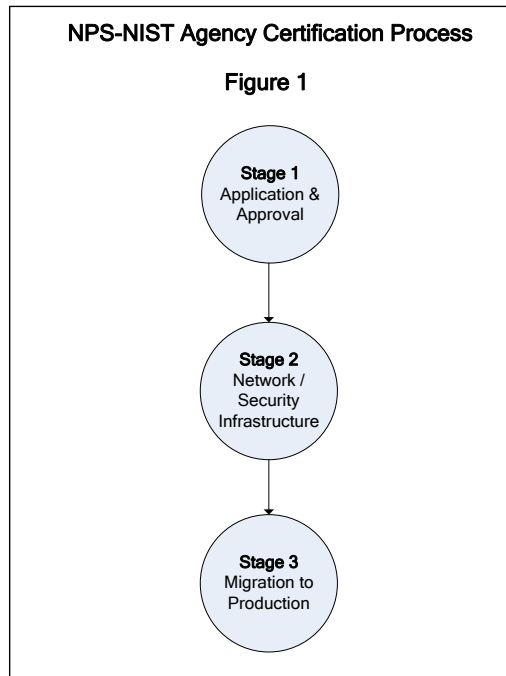 NPS-NIST Agency Certification Process
Figure 1
Stage 1
Application &
Approval
Stage 2
Network /
Security
Infrastructure
Stage 3
Migration to
Production